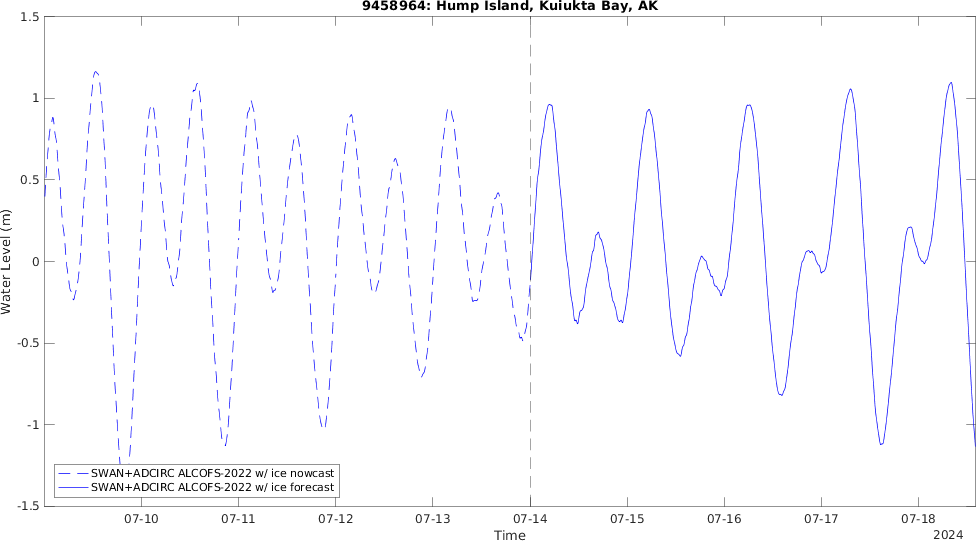 9458964: Hump Island, Kuiukta Bay, AK
Water Level (m)
1.5
1
0.5
0
-0.5
-1
-1.5
SWAN+ADCIRC ALCOFS-2022 w/ ice nowcast
SWAN+ADCIRC ALCOFS-2022 w/ ice forecast
07-10 07-11 07-12 07-13 07-14 07-15 07-16 07-17 07-18
Time
2024